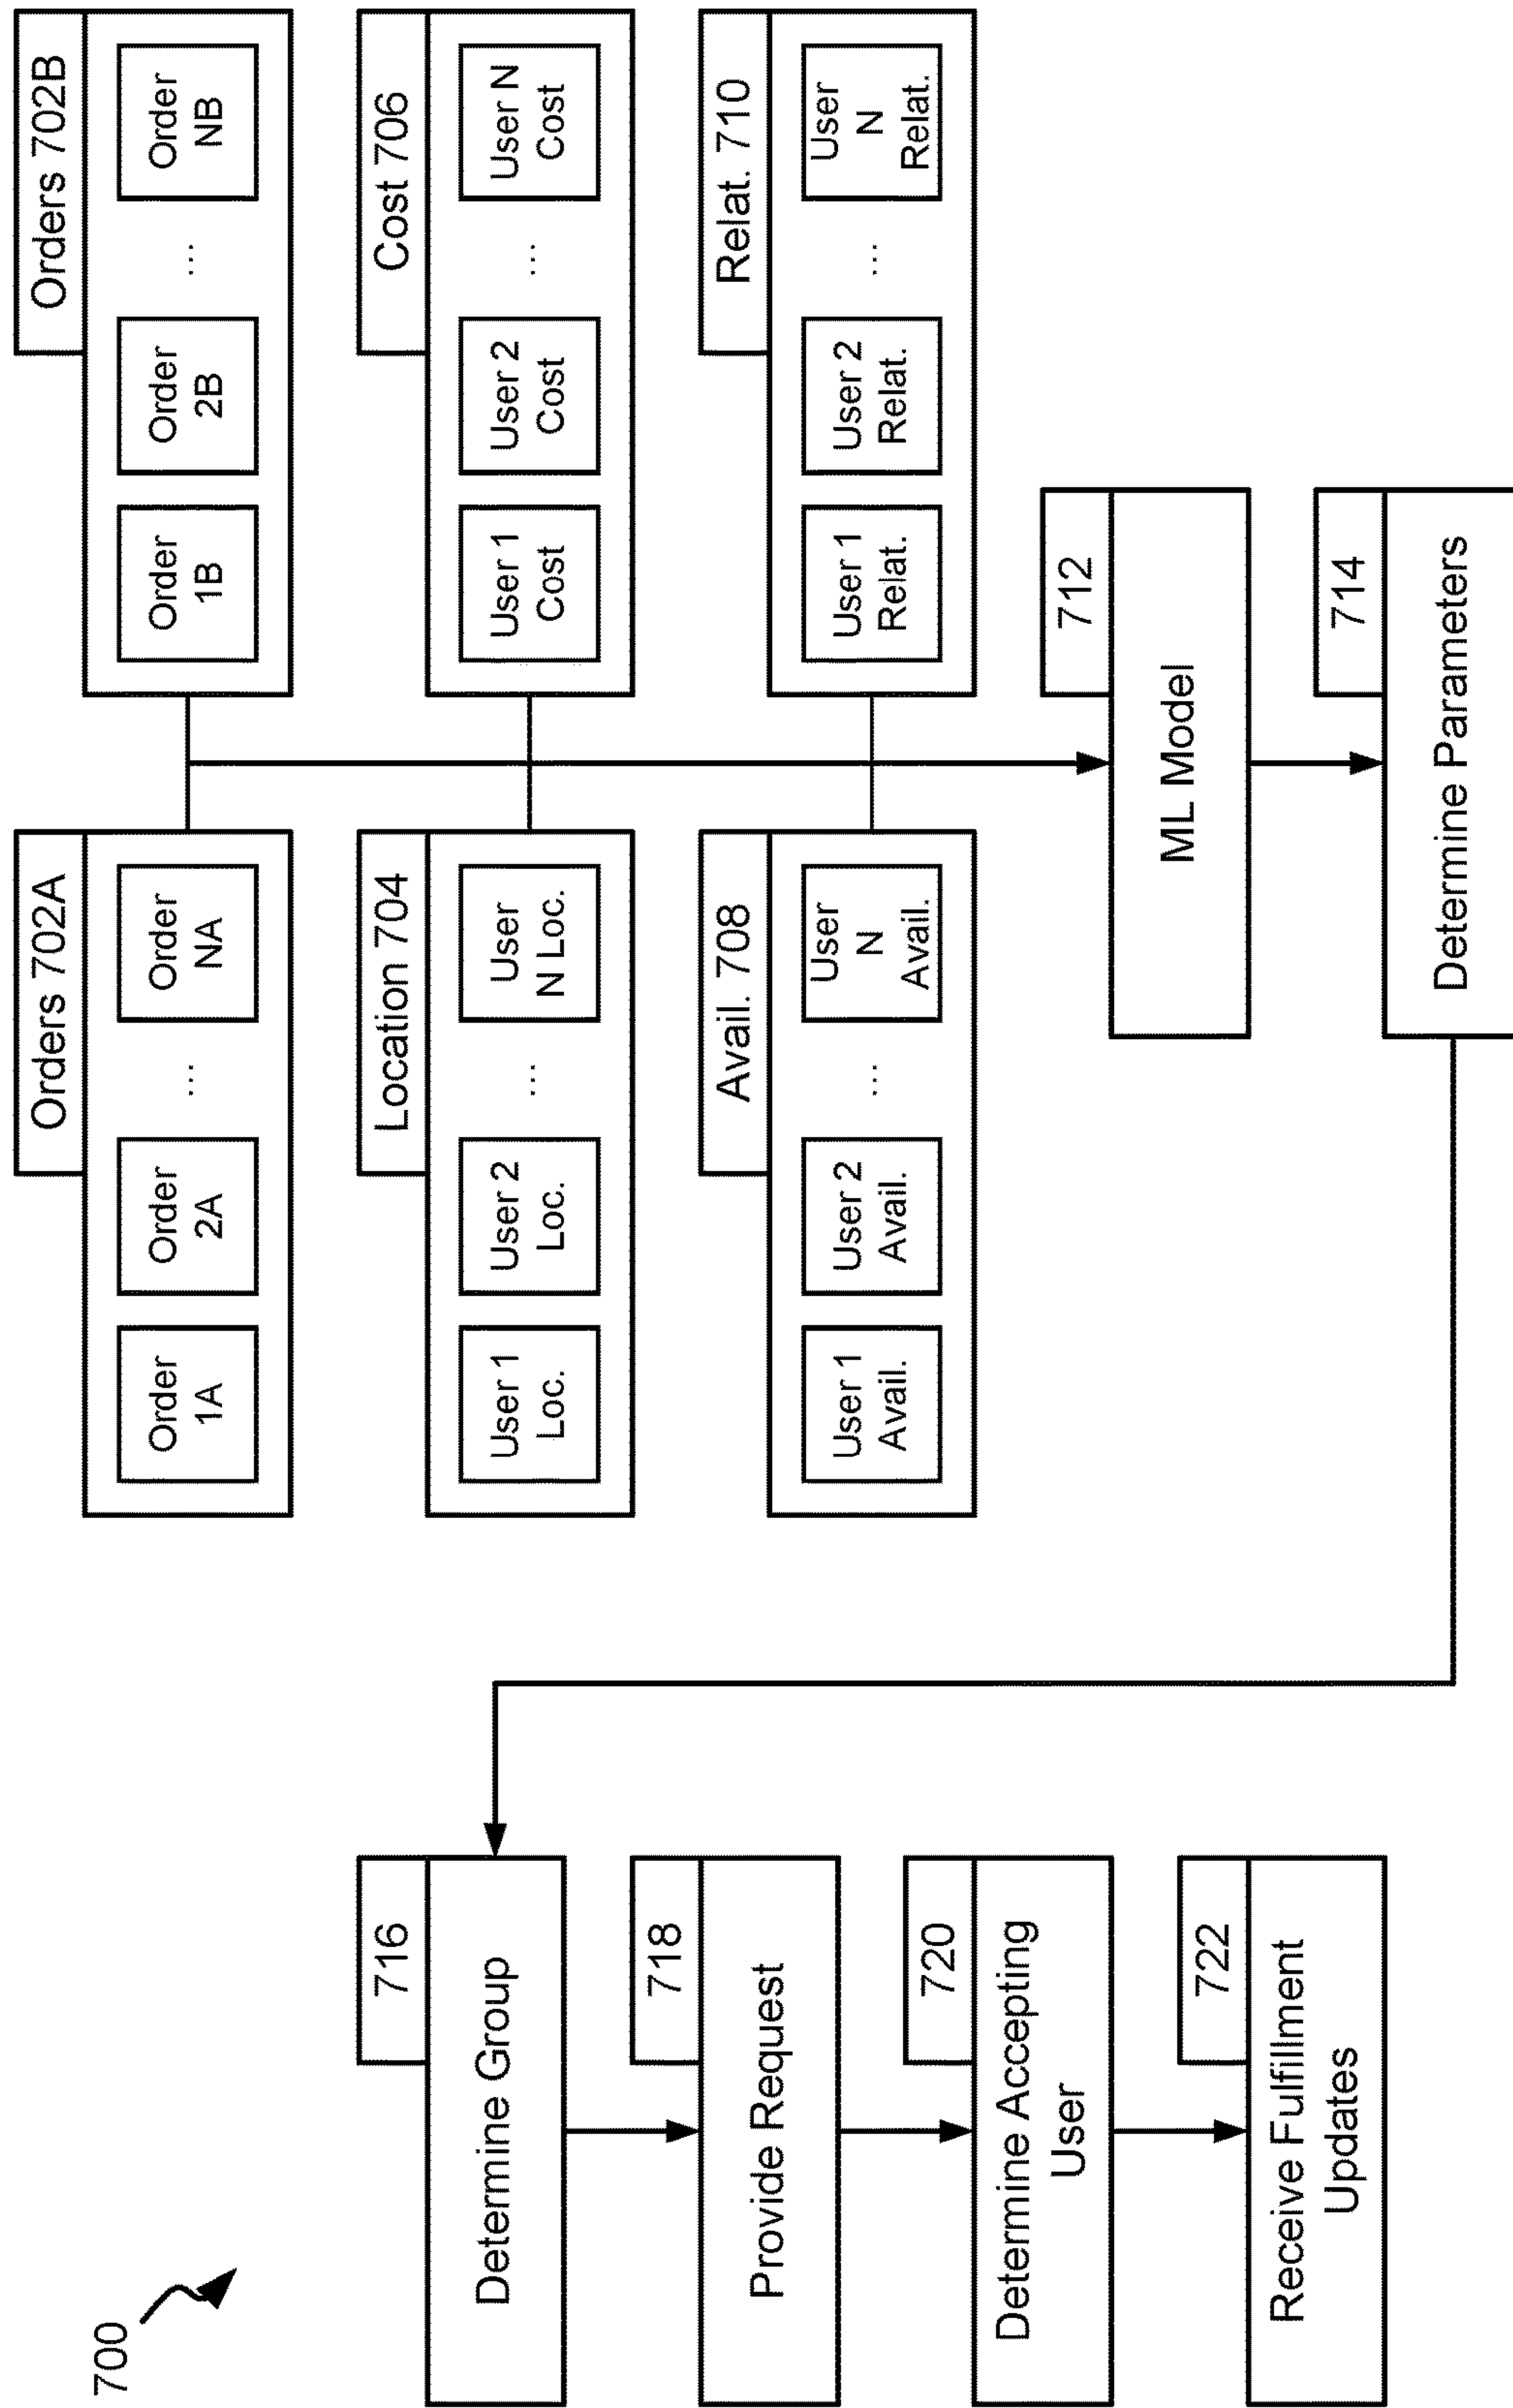 700
716
Determine Group
718
Provide Request
720
Determine Accepting
User
722
Receive Fulfillment
Updates
Orders 702A
Order
1A
Order
2A
...
Order
NA
Orders 702B
Order
1B
Order
2B
...
Order
NB
Location 704
User 1
Loc.
User 2
Loc.
...
User
N Loc.
Cost 706
User 1
Cost
User 2
Cost
...
User N
Cost
Avail. 708
User 1
Avail.
User 2
Avail.
...
User
N
Avail.
Relat. 710
User 1
Relat.
User 2
Relat.
...
User
N
Relat.
712
ML Model
714
Determine Parameters